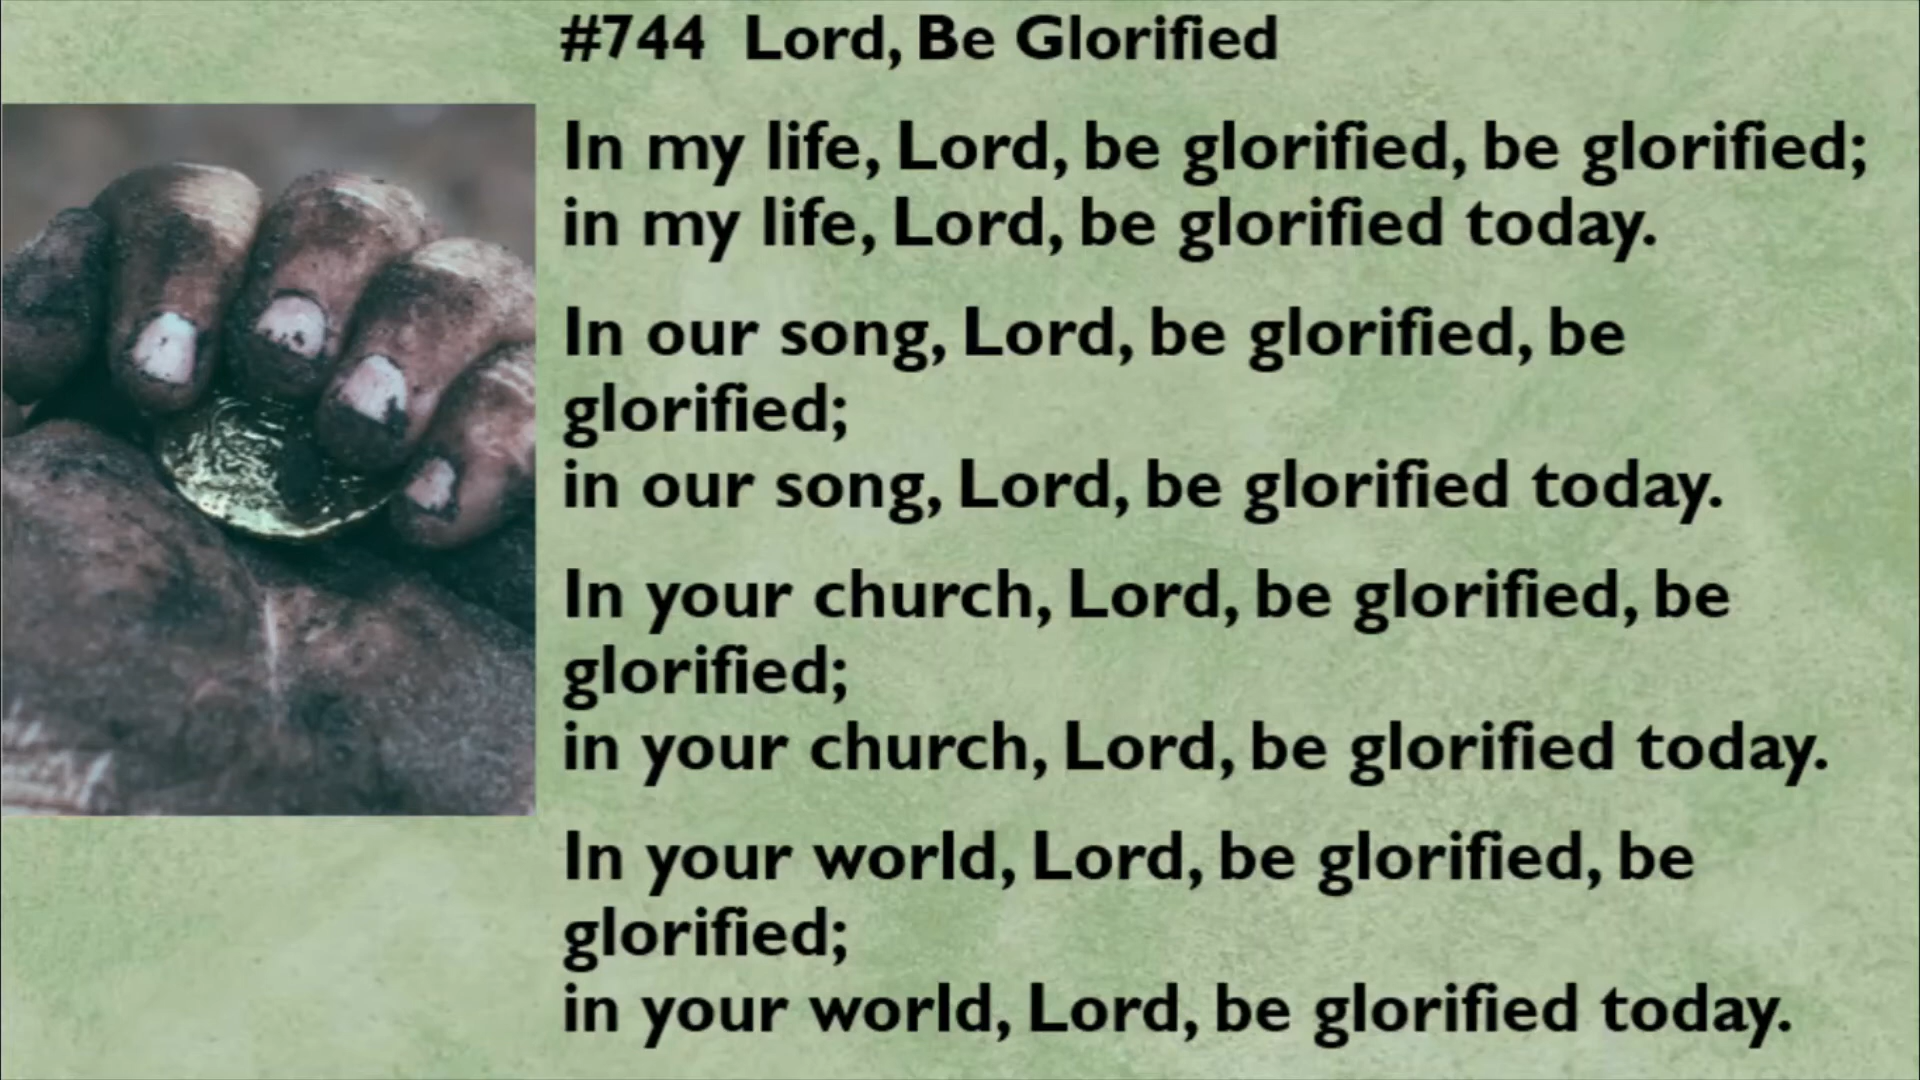 #744 Lord, Be Glorified
In my life, Lord, be glorified, be glorified;
in my life, Lord, be glorified today.
In our song, Lord, be glorified, be
glorified;
in our song, Lord, be glorified today.
In your church, Lord, be glorified, be
glorified;
in your church, Lord, be glorified today.
In your world, Lord, be glorified, be
glorified;
in your world, Lord, be glorified today.